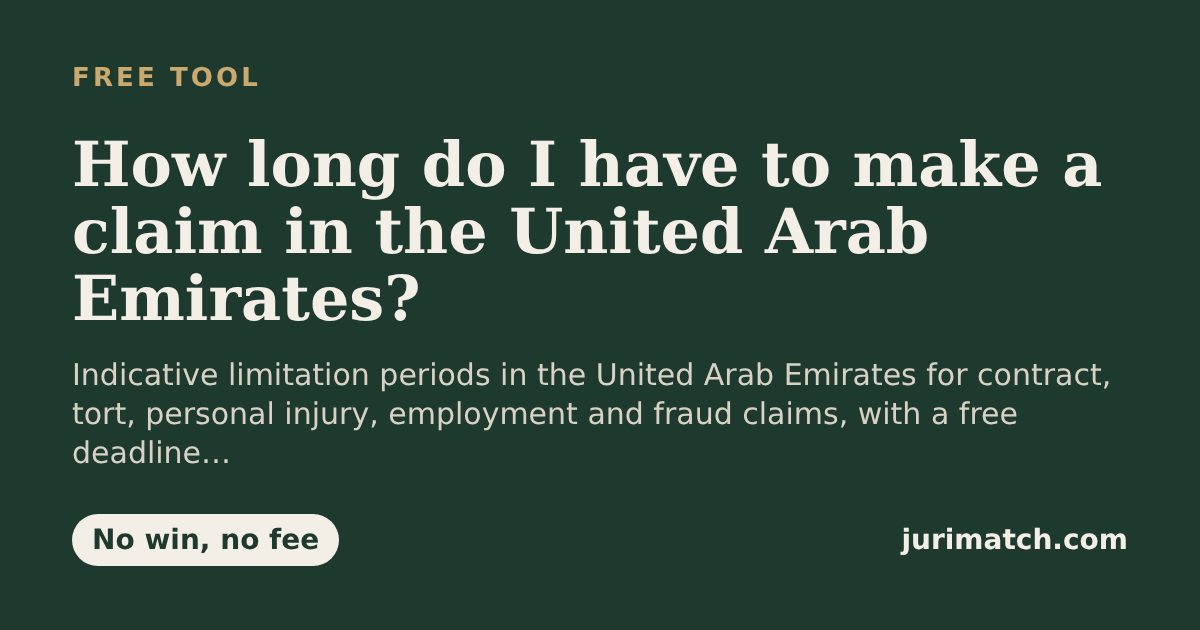 FREE TOOL
How long do I have to make a
claim in the United Arab
Emirates?
Indicative limitation periods in the United Arab Emirates for contract,
tort, personal injury, employment and fraud claims, with a free
deadline…
No win, no fee
jurimatch.com